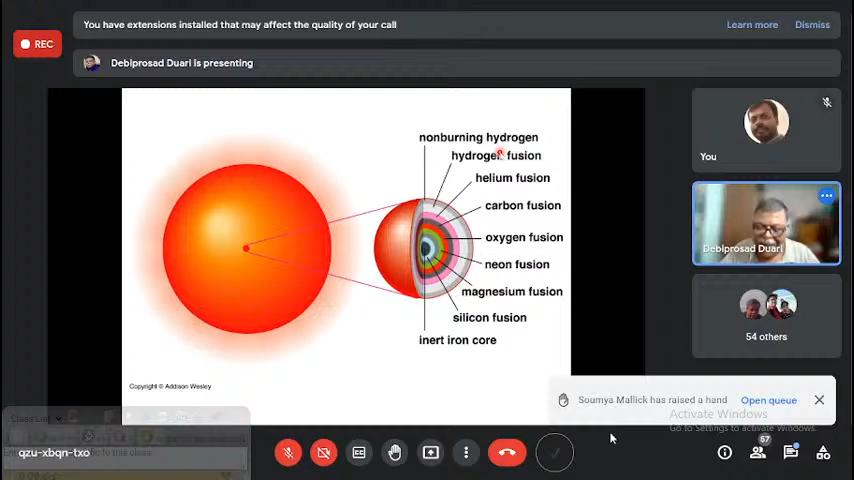 You have extensions installed that may affect the quality of your call
Learn more
Dismiss
REC
Debiprosad Duari is presenting
nonburning hydrogen
hydrogen fusion
helium fusion
carbon fusion
oxygen fusion
neon fusion
magnesium fusion
silicon fusion
inert iron core
Copyright © Addison Wesley
You
Debiprosad Duari
54 others
Soumya Mallick has raised a hand
Open queue
Activate Windows
Go to Settings to activate Windows.
Class List
qzu-xbqn-txo
57